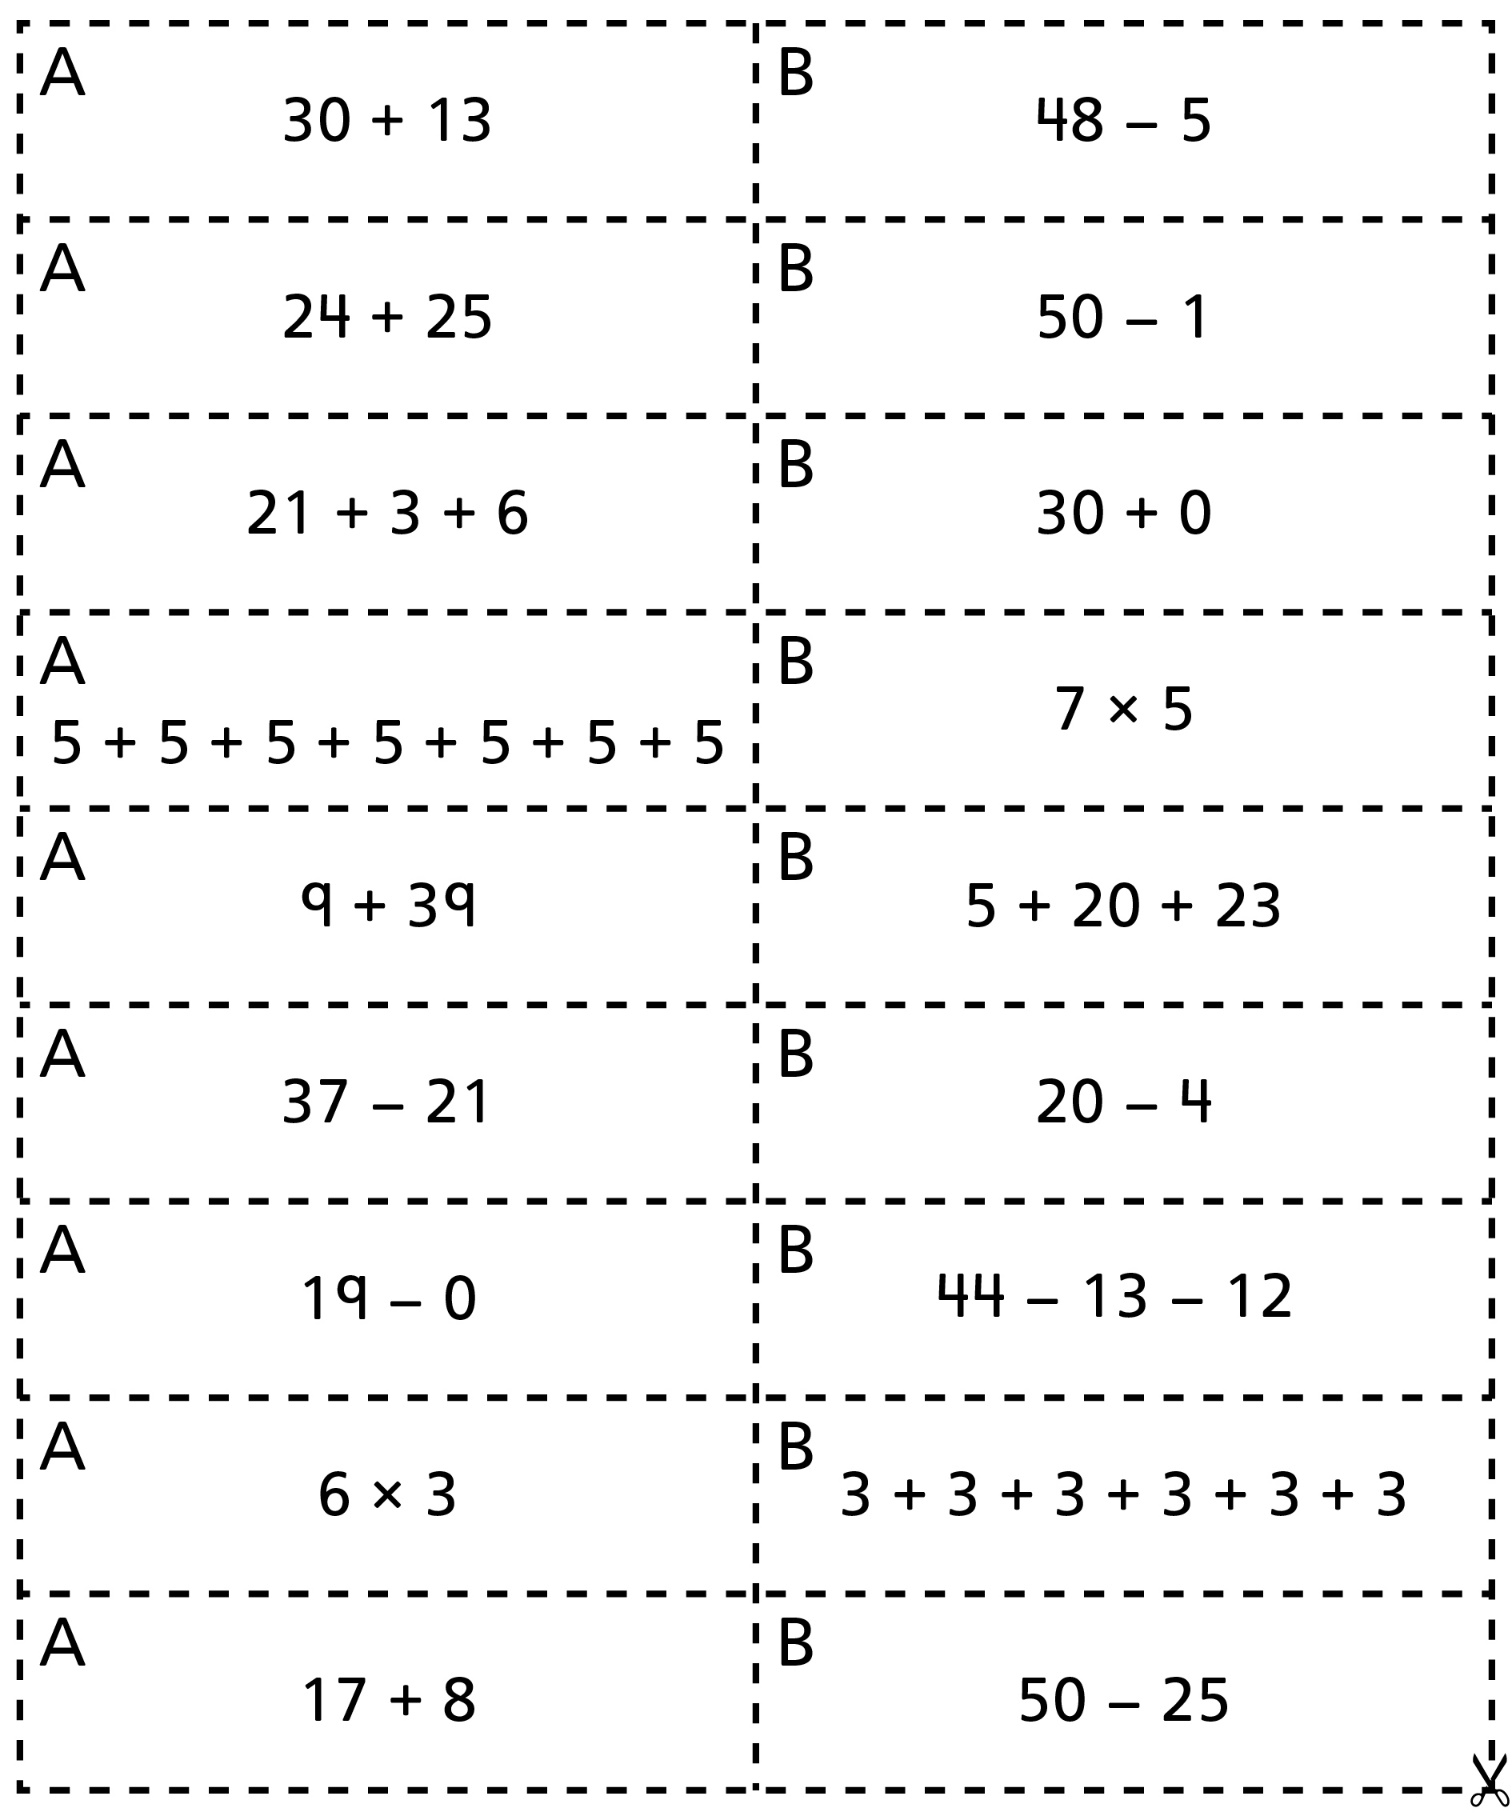 A
30 + 13
B
48 – 5
A
24 + 25
B
50 – 1
A
21 + 3 + 6
B
30 + 0
A
5 + 5 + 5 + 5 + 5 + 5 + 5
B
7 × 5
A
9 + 39
B
5 + 20 + 23
A
37 – 21
B
20 – 4
A
19 – 0
B
44 – 13 – 12
A
6 × 3
B
3 + 3 + 3 + 3 + 3 + 3
A
17 + 8
B
50 – 25